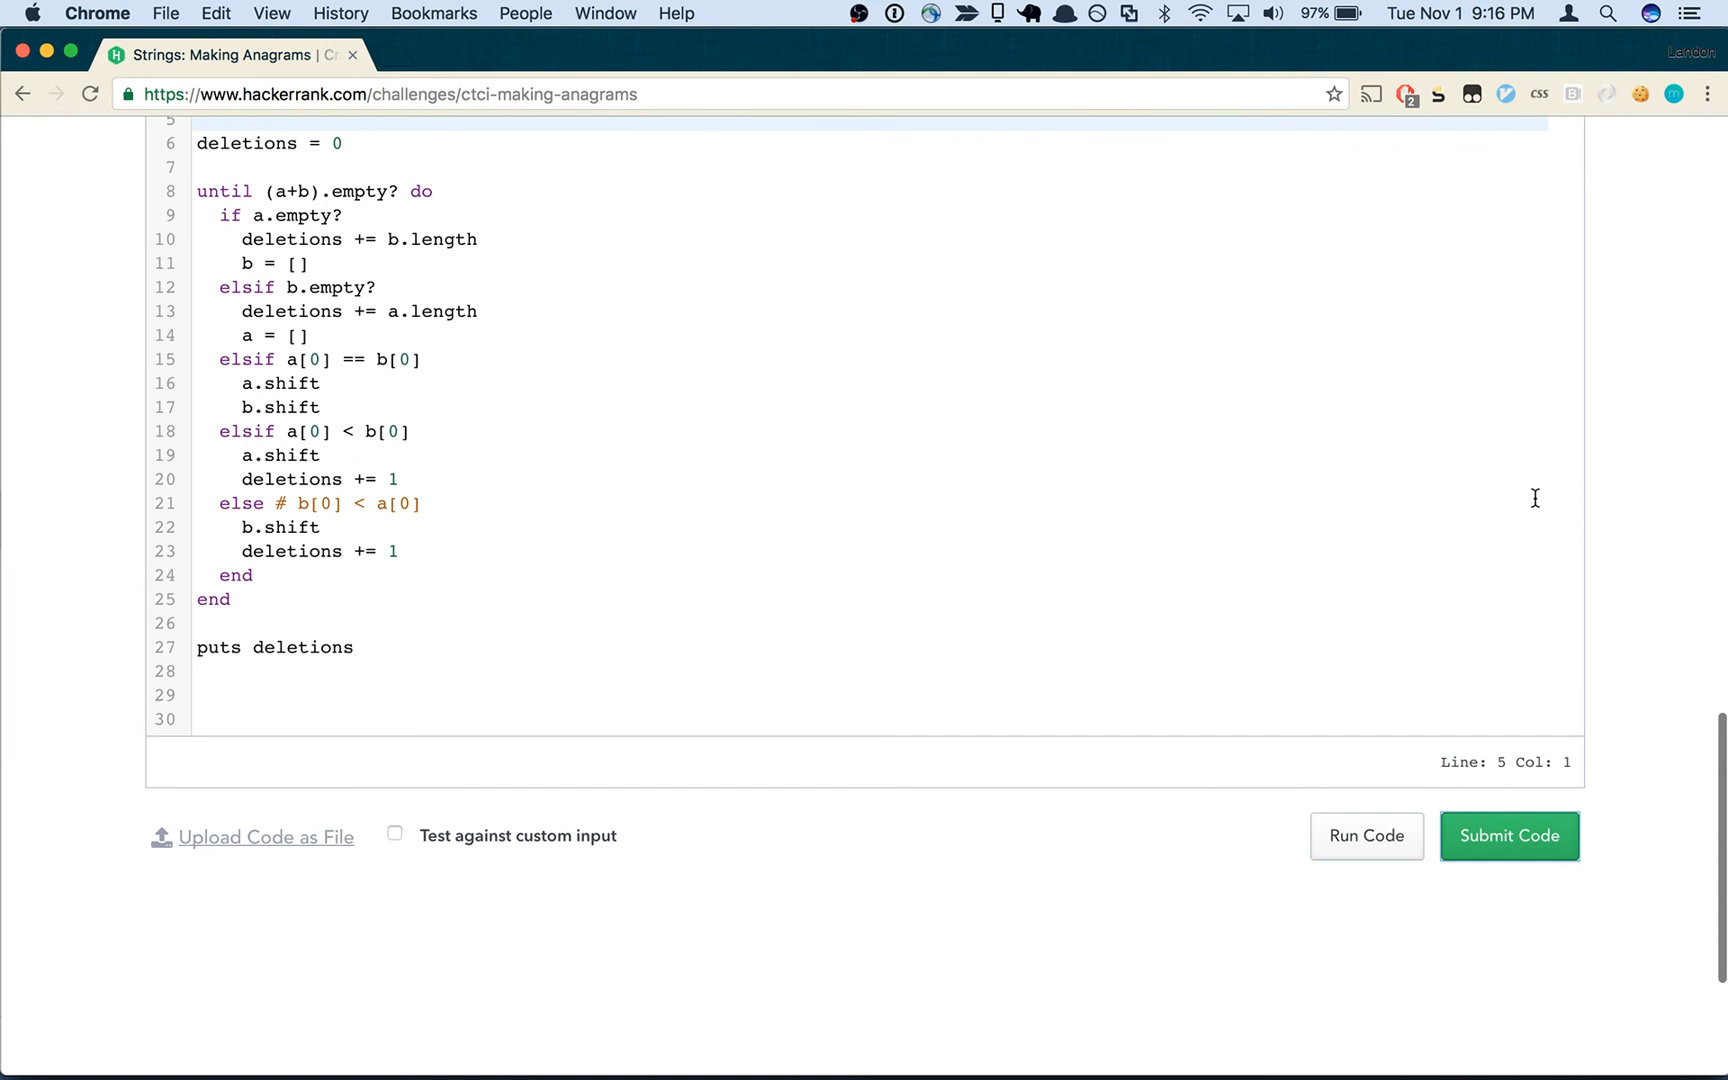 Chrome File Edit View History Bookmarks People Window Help 97% Tue Nov 1 9:16 PM
Strings: Making Anagrams | Cr
Landon
https://www.hackerrank.com/challenges/ctci-making-anagrams
2 css B m
5
6 deletions = 0
7
8 until (a+b).empty? do
9 if a.empty?
10 deletions += b.length
11 b = []
12 elsif b.empty?
13 deletions += a.length
14 a = []
15 elsif a[0] == b[0]
16 a.shift
17 b.shift
18 elsif a[0] < b[0]
19 a.shift
20 deletions += 1
21 else # b[0] < a[0]
22 b.shift
23 deletions += 1
24 end
25 end
26
27 puts deletions
28
29
30
Line: 5 Col: 1
Upload Code as File Test against custom input Run Code Submit Code